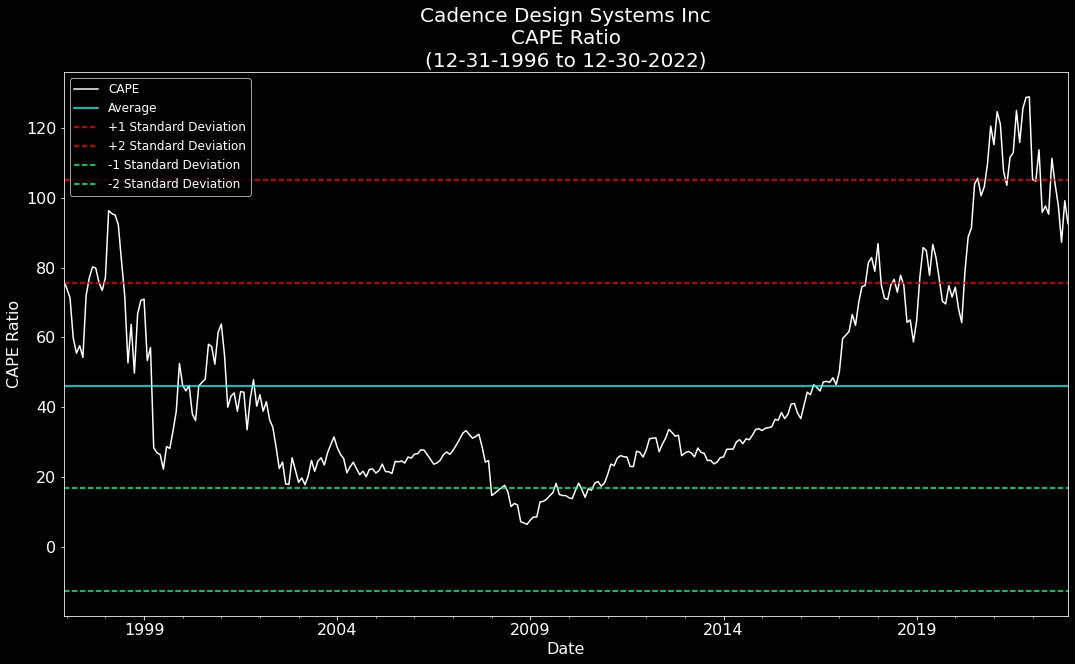 Cadence Design Systems Inc
CAPE Ratio
(12-31-1996 to 12-30-2022)
CAPE
Average
+1 Standard Deviation
+2 Standard Deviation
-1 Standard Deviation
-2 Standard Deviation
CAPE Ratio
120
100
80
60
40
20
0
1999 2004 2009 2014 2019
Date